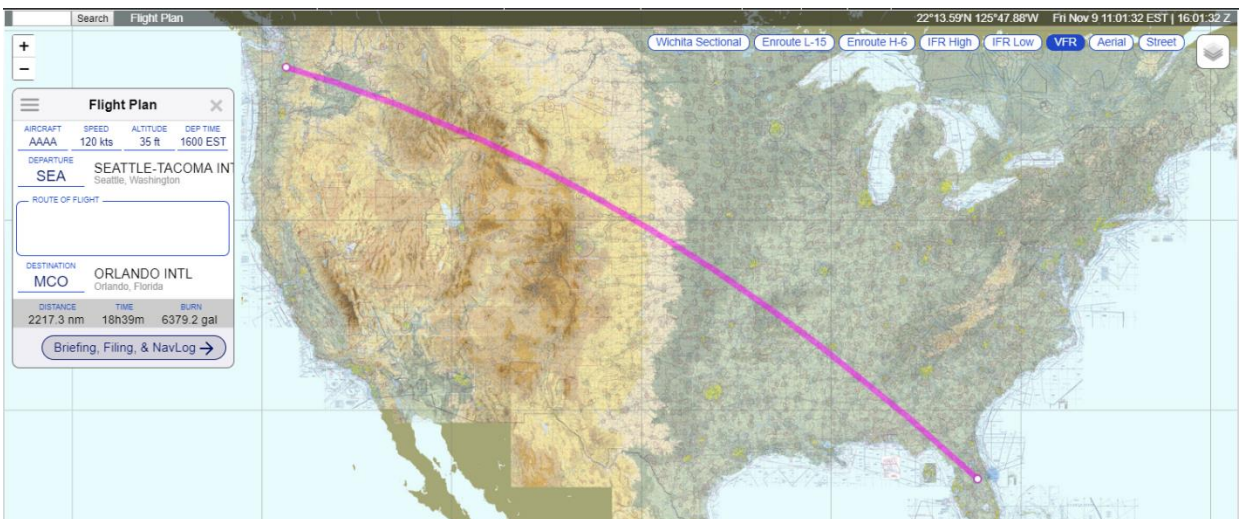 Search Flight Plan 22°13.59'N 125°47.88'W Fri Nov 9 11:01:32 EST | 16:01:32 Z
+ Wichita Sectional Enroute L-15 Enroute H-6 IFR High IFR Low VFR Aerial Street
−
Flight Plan ×
AIRCRAFT SPEED ALTITUDE DEP TIME
AAAA 120 kts 35 ft 1600 EST
DEPARTURE
SEA SEATTLE-TACOMA INT
Seattle, Washington
ROUTE OF FLIGHT
DESTINATION
MCO ORLANDO INTL
Orlando, Florida
DISTANCE TIME BURN
2217.3 nm 18h39m 6379.2 gal
Briefing, Filing, & NavLog →